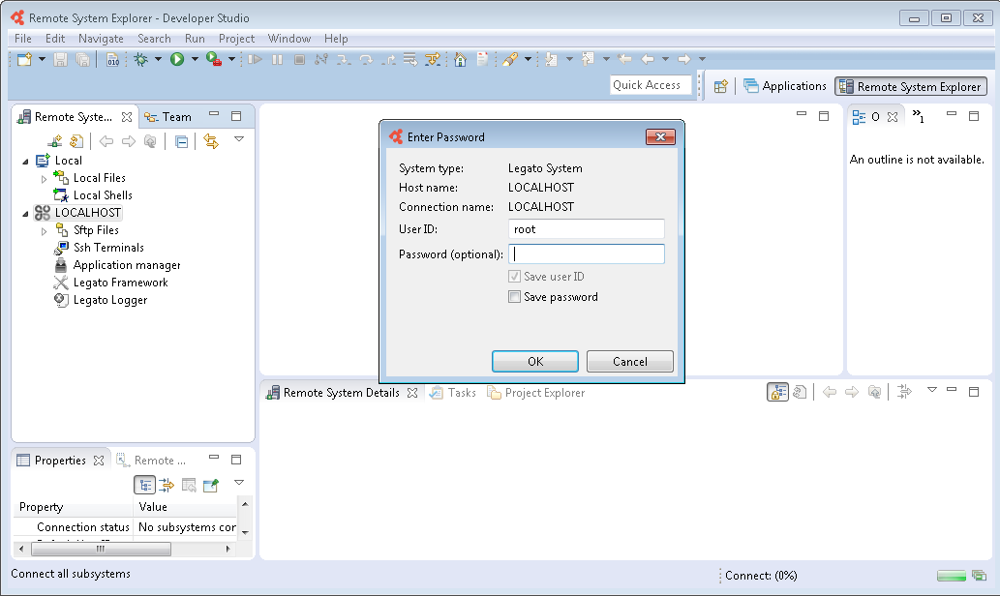 Remote System Explorer - Developer Studio
File Edit Navigate Search Run Project Window Help
010
Quick Access
Applications
Remote System Explorer
Remote Syste...
Team
Local
Local Files
Local Shells
LOCALHOST
Sftp Files
Ssh Terminals
Application manager
Legato Framework
Legato Logger
Enter Password
System type: Legato System
Host name: LOCALHOST
Connection name: LOCALHOST
User ID: root
Password (optional):
Save user ID
Save password
OK Cancel
O
»1
An outline is not available.
Remote System Details Tasks Project Explorer
Properties Remote ...
Property Value
Connection status No subsystems cor
Connect all subsystems
Connect: (0%)